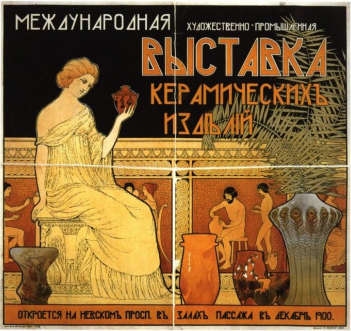 МЕЖДУНАРОДНАЯ
ХУДОЖЕСТВЕННО-ПРОМЫШЛЕННАЯ
ВЫСТАВКА
КЕРАМИЧЕСКИХЪ
ИЗДѢЛIЙ
ОТКРОЕТСЯ НА НЕВСКОМЪ ПРОСП. ВЪ ЗАЛАХЪ ПАССАЖА ВЪ ДЕКАБРѢ 1900.